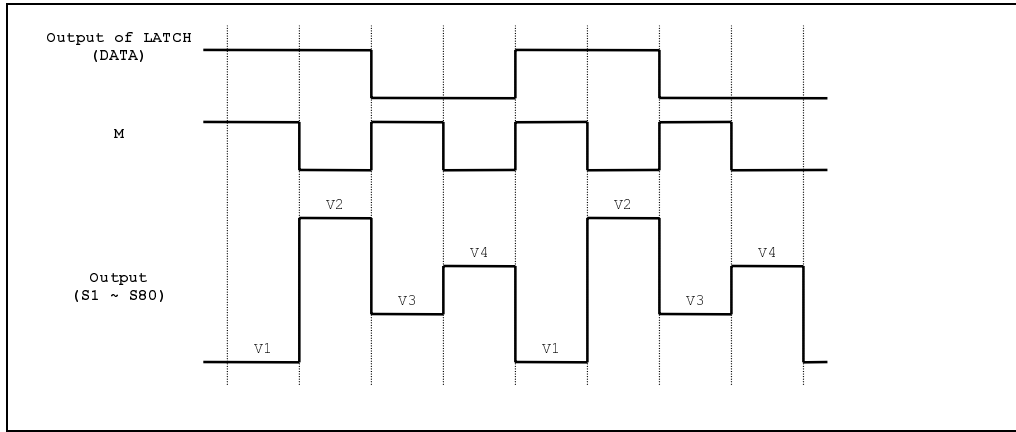 Output of LATCH
(DATA)
M
V2
V2
V4
V4
Output
(S1 ~ S80)
V3
V3
V1
V1